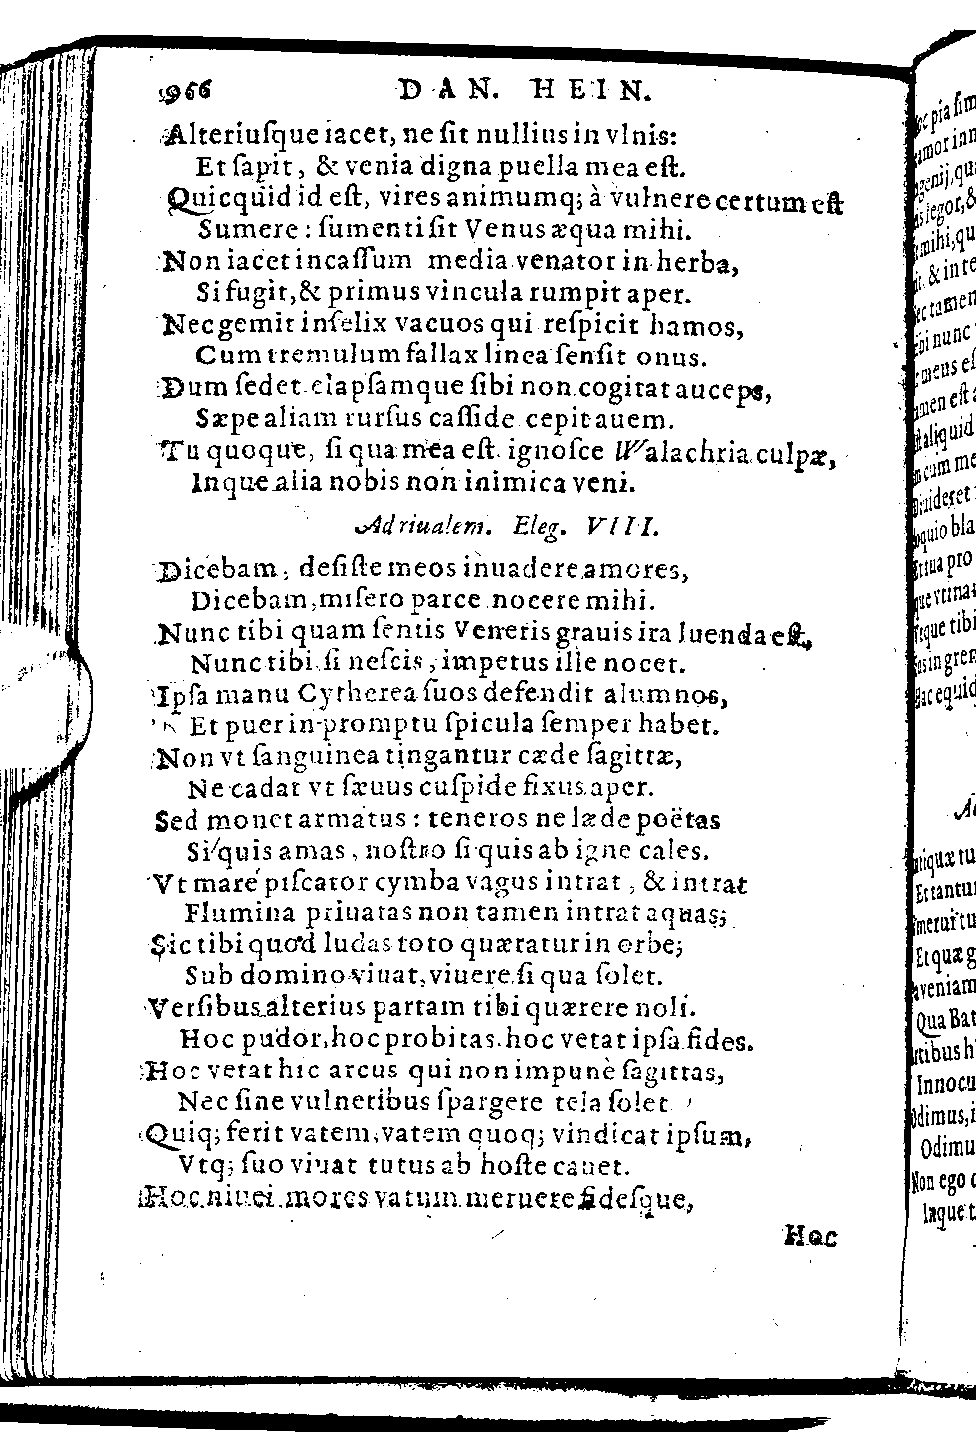 966 DAN. HEIN.
Alteriuſque iacet, ne ſit nullius in vlnis:
Et ſapit, & venia digna puella mea eſt.
Quicquid id eſt, vires animumq; à vulnere certum eſt
Sumere: ſumenti ſit Venus æqua mihi.
Non iacet incaſſum media venator in herba,
Si fugit, & primus vincula rumpit aper.
Nec gemit infelix vacuos qui reſpicit hamos,
Cum tremulum fallax linea ſenſit onus.
Dum ſedet elapſamque ſibi non cogitat auceps,
Sæpe aliam rurſus caſſide cepit auem.
Tu quoque, ſi qua mea eſt ignoſce Walachria culpæ,
Inque alia nobis non inimica veni.
Ad riualem. Eleg. VIII.
Dicebam, deſiſte meos inuadere amores,
Dicebam, miſero parce nocere mihi.
Nunc tibi quam ſentis Veneris grauis ira luenda eſt,
Nunc tibi ſi neſcis, impetus ille nocet.
Ipſa manu Cytherea ſuos defendit alumnos,
Et puer in promptu ſpicula ſemper habet.
Non vt ſanguinea tingantur cæde ſagittæ,
Ne cadat vt ſæuus cuſpide fixus aper.
Sed monet armatus: teneros ne læde poëtas
Si quis amas, noſtro ſi quis ab igne cales.
Vt mare piſcator cymba vagus intrat, & intrat
Flumina priuatas non tamen intrat aquas;
Sic tibi quod ludas toto quæratur in orbe;
Sub domino viuat, viuere ſi qua ſolet.
Verſibus alterius partam tibi quærere noli.
Hoc pudor, hoc probitas, hoc vetat ipſa fides.
Hoc vetat hic arcus qui non impunè ſagittas,
Nec ſine vulneribus ſpargere tela ſolet
Quiq; ferit vatem, vatem quoq; vindicat ipſum,
Vtq; ſuo viuat tutus ab hoſte cauet.
Hoc niuei mores vatum meruere fideſque,
Hoc